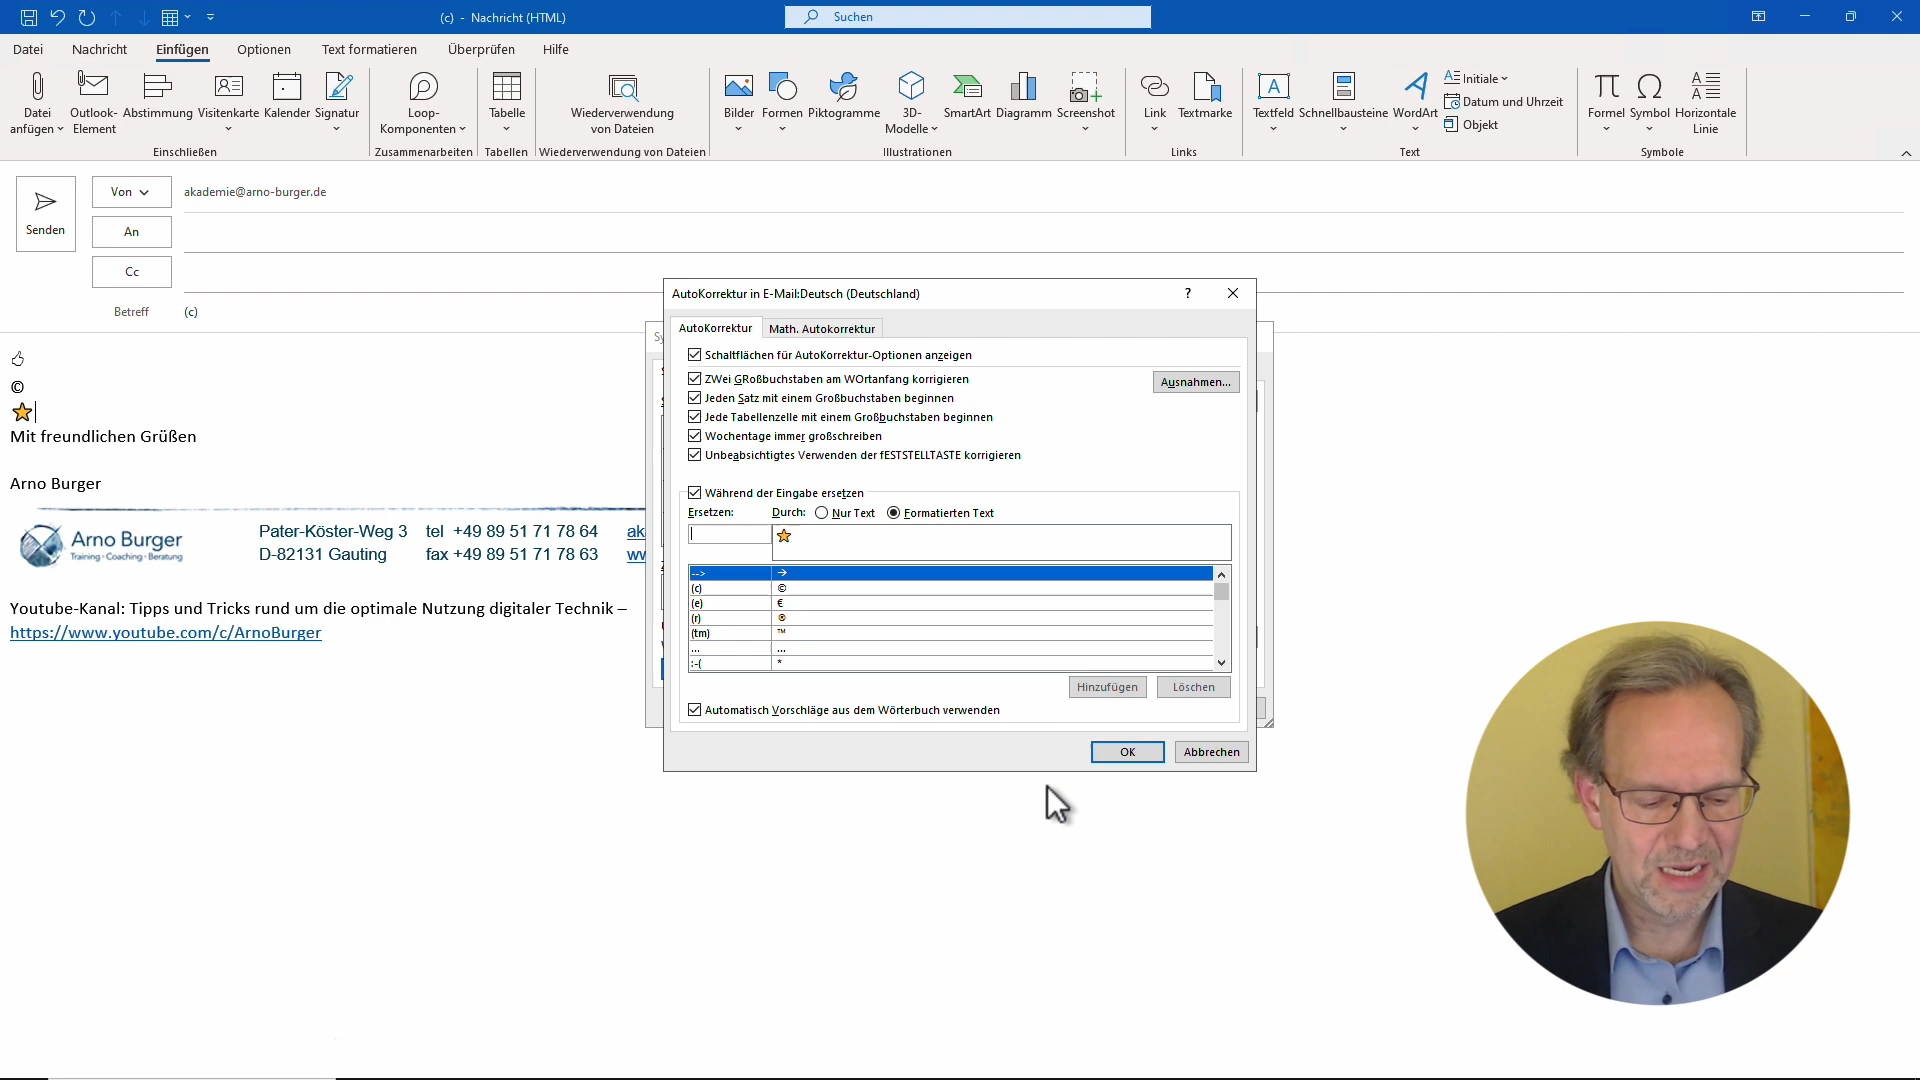 (c) - Nachricht (HTML)
Suchen
Datei Nachricht Einfügen Optionen Text formatieren Überprüfen Hilfe
Datei anfügen
Outlook-Element
Abstimmung
Visitenkarte
Kalender
Signatur
Loop-Komponenten
Tabelle
Wiederverwendung von Dateien
Bilder
Formen
Piktogramme
3D-Modelle
SmartArt
Diagramm
Screenshot
Link
Textmarke
Textfeld
Schnellbausteine
WordArt
Initiale
Datum und Uhrzeit
Objekt
Formel
Symbol
Horizontale Linie
Einschließen Zusammenarbeiten Tabellen Wiederverwendung von Dateien Illustrationen Links Text Symbole
Senden
Von akademie@arno-burger.de
An
Cc
Betreff (c)
©
Mit freundlichen Grüßen
Arno Burger
Arno Burger
Training · Coaching · Beratung
Pater-Köster-Weg 3 tel +49 89 51 71 78 64 ak
D-82131 Gauting fax +49 89 51 71 78 63 ww
Youtube-Kanal: Tipps und Tricks rund um die optimale Nutzung digitaler Technik –
https://www.youtube.com/c/ArnoBurger
AutoKorrektur in E-Mail:Deutsch (Deutschland) ?
AutoKorrektur Math. Autokorrektur
Schaltflächen für AutoKorrektur-Optionen anzeigen
ZWei GRoßbuchstaben am WOrtanfang korrigieren
Ausnahmen...
Jeden Satz mit einem Großbuchstaben beginnen
Jede Tabellenzelle mit einem Großbuchstaben beginnen
Wochentage immer großschreiben
Unbeabsichtigtes Verwenden der fESTSTELLTASTE korrigieren
Während der Eingabe ersetzen
Ersetzen: Durch: Nur Text Formatierten Text
--> →
(c) ©
(e) €
(r) ®
(tm) ™
... …
:-( *
Hinzufügen Löschen
Automatisch Vorschläge aus dem Wörterbuch verwenden
OK Abbrechen